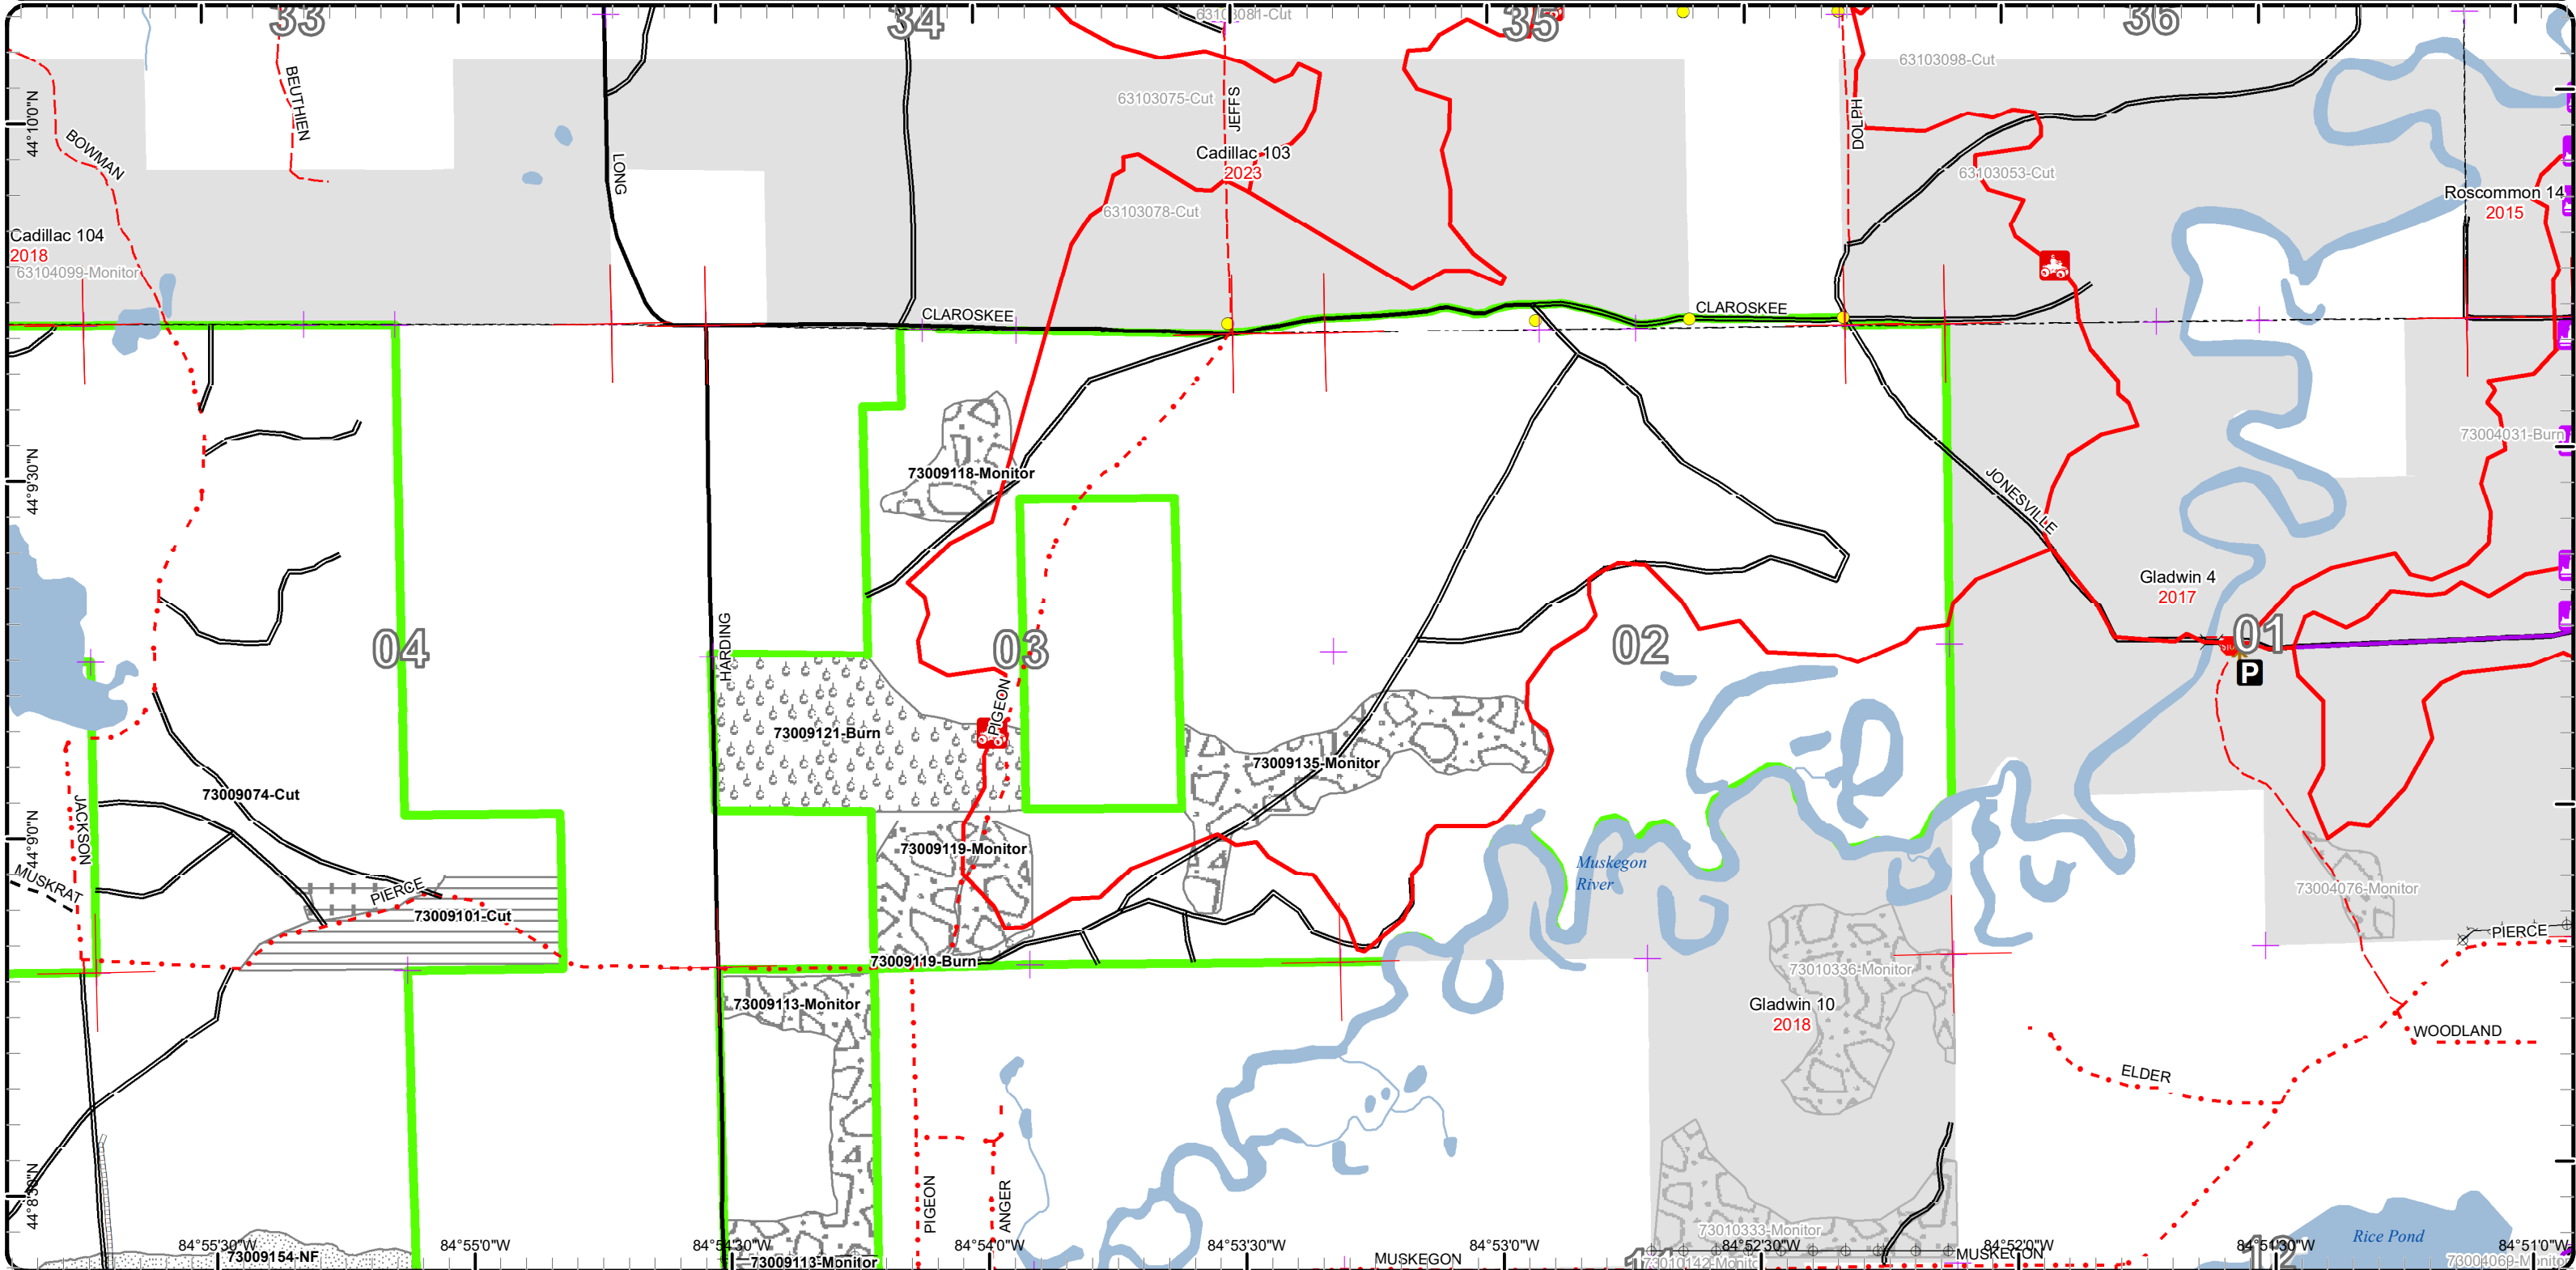 33
34
63103081-Cut
35
36
BEUTHIEN
63103098-Cut
44°10'0"N
BOWMAN
LONG
63103075-Cut
JEFFS
DOLPH
Cadillac 103
2023
63103078-Cut
63103053-Cut
Roscommon 14
2015
Cadillac 104
2018
63104099-Monitor
CLAROSKEE
CLAROSKEE
44°9'30"N
73009118-Monitor
73004031-Burn
JONESVILLE
Gladwin 4
2017
04
HARDING
03
02
01
P
PIGEON
73009121-Burn
73009135-Monitor
73009074-Cut
JACKSON
44°9'0"N
73009119-Monitor
Muskegon
River
MUSKRAT
PIERCE
73009101-Cut
73004076-Monitor
PIERCE
73009119-Burn
73010336-Monitor
73009113-Monitor
Gladwin 10
2018
WOODLAND
ELDER
44°8'30"N
PIGEON
ANGER
73010333-Monitor
Rice Pond
84°55'30"W
84°55'0"W
84°54'30"W
84°54'0"W
84°53'30"W
84°53'0"W
84°52'30"W
84°52'0"W
84°51'30"W
84°51'0"W
73009154-NF
73009113-Monitor
MUSKEGON
11
73010142-Monitor
MUSKEGON
12
73004069-Monitor